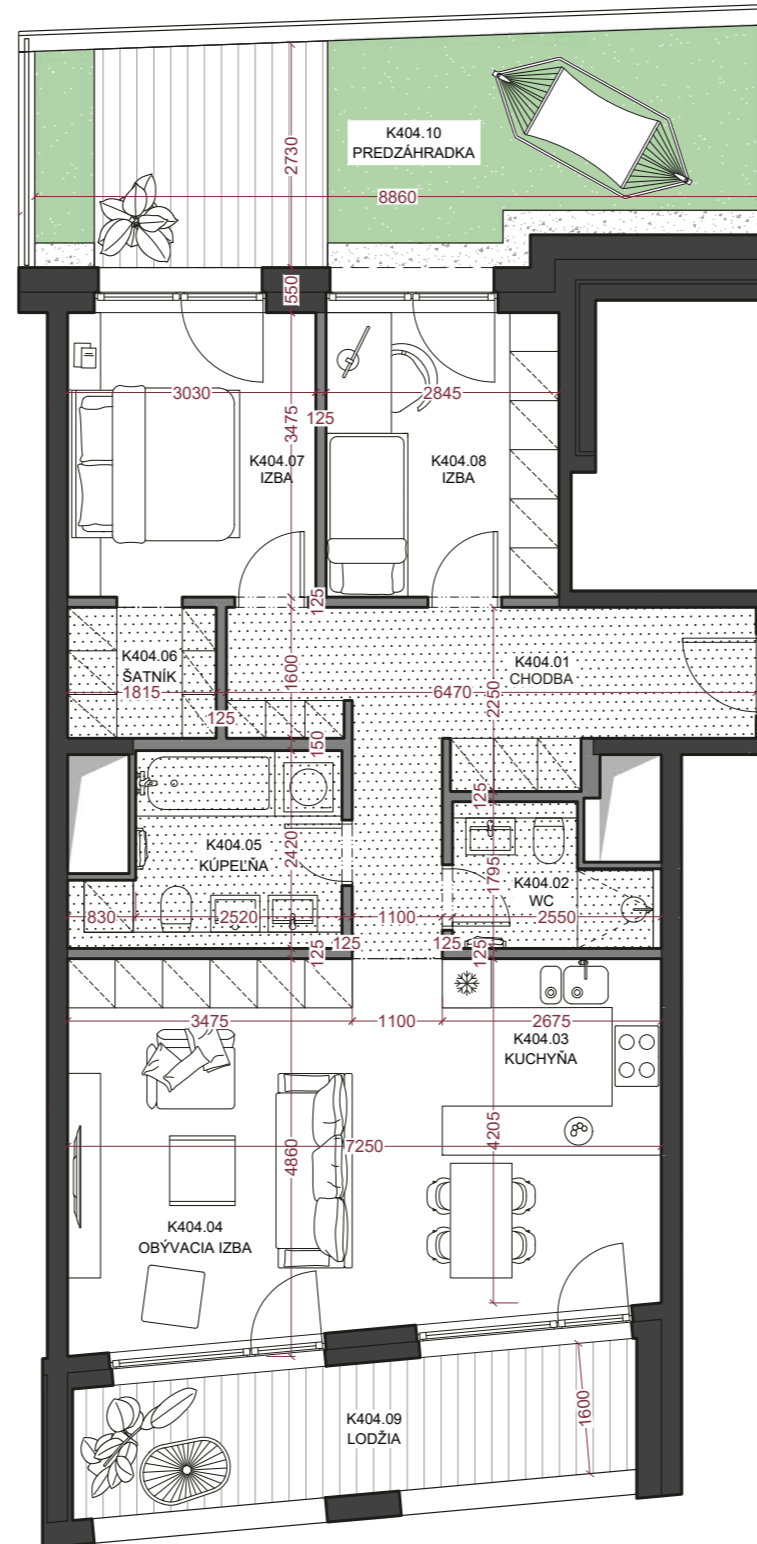 K404.10
PREDZÁHRADKA
2730
8860
550
3030
125
2845
3475
K404.07
IZBA
K404.08
IZBA
125
K404.06
ŠATNÍK
1815
K404.01
CHODBA
1600
6470
2250
125
150
125
K404.05
KÚPEĽŇA
2420
1795
K404.02
WC
830
2520
1100
2550
125
125
125
125
3475
1100
2675
K404.03
KUCHYŇA
7250
4860
4205
K404.04
OBÝVACIA IZBA
K404.09
LODŽIA
1600